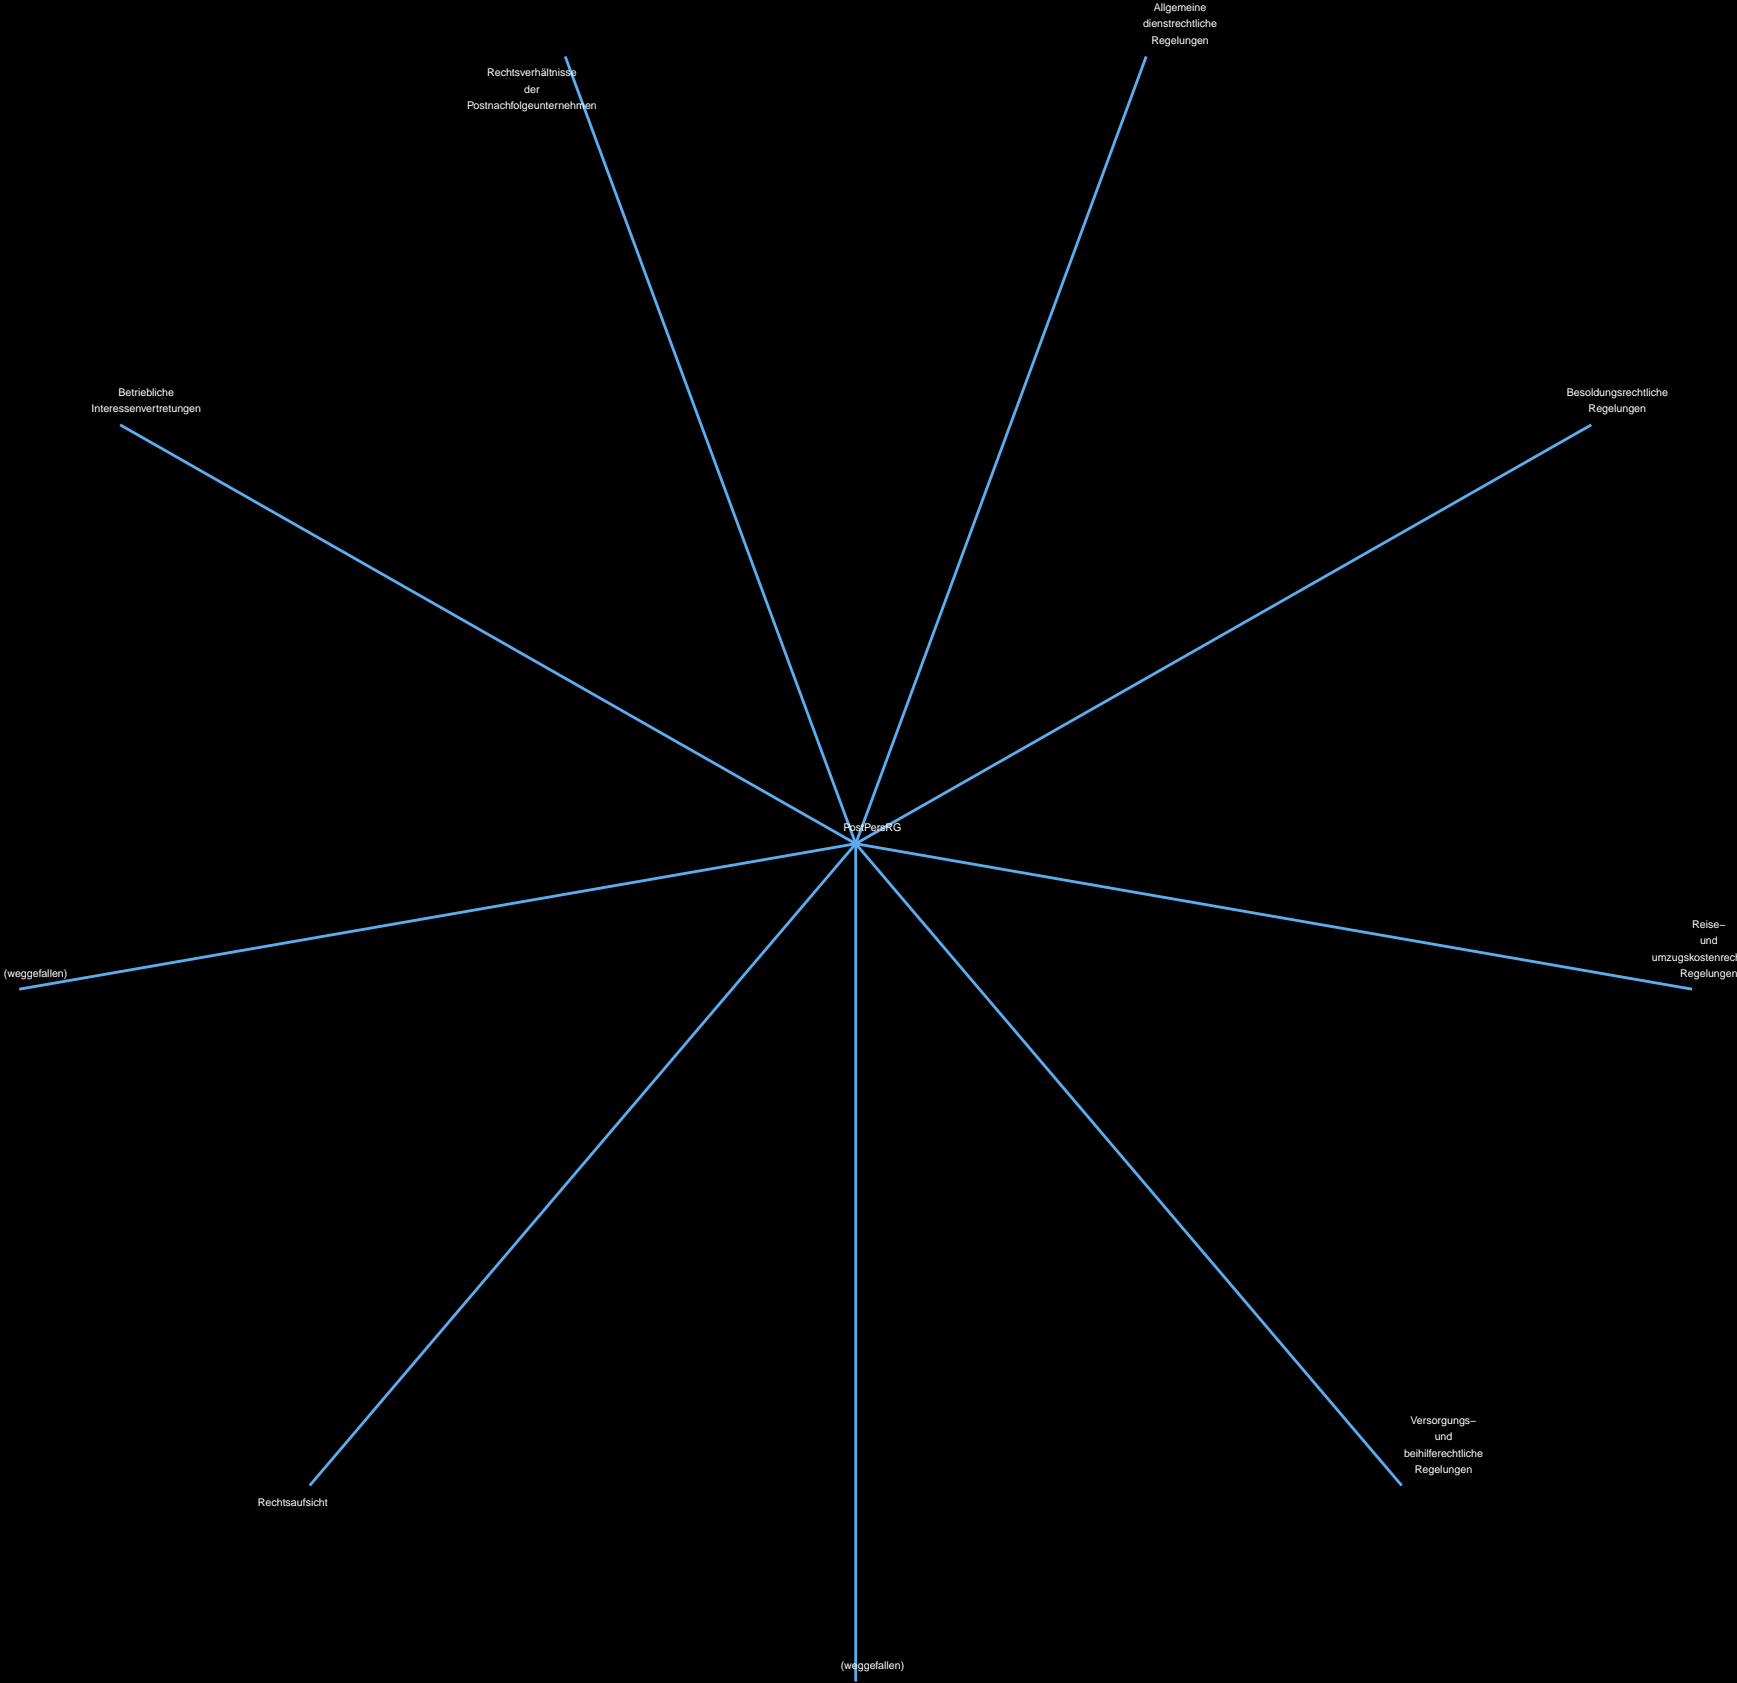 Allgemeine
dienstrechtliche
Regelungen
Rechtsverhältnisse
der
Postnachfolgeunternehmen
Betriebliche
Interessenvertretungen
Besoldungsrechtliche
Regelungen
PostPersRG
Reise–
und
umzugskostenrech
Regelungen
(weggefallen)
Versorgungs–
und
beihilferechtliche
Regelungen
Rechtsaufsicht
(weggefallen)